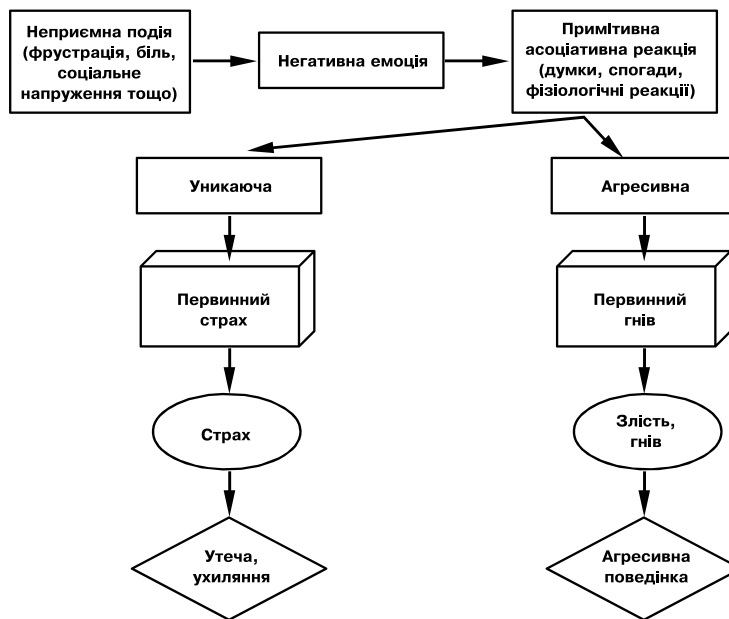 Неприємна подія
(фрустрація, біль,
соціальне
напруження тощо)
Негативна емоція
Примітивна
асоціативна реакція
(думки, спогади,
фізіологічні реакції)
Уникаюча
Агресивна
Первинний
страх
Первинний
гнів
Страх
Злість,
гнів
Утеча,
ухиляння
Агресивна
поведінка